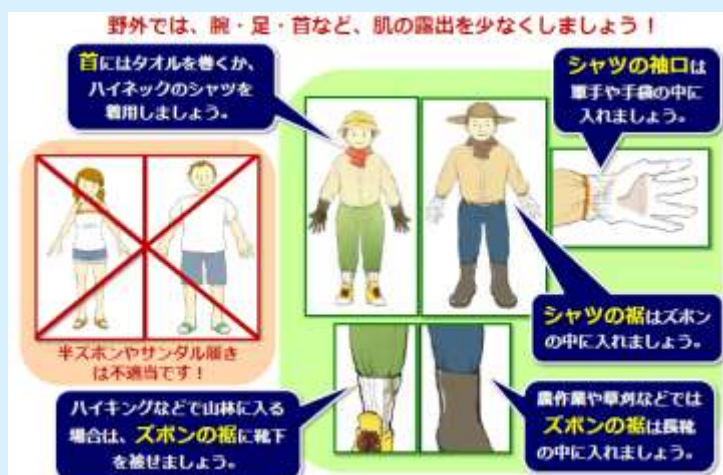 野外では、腕・足・首など、肌の露出を少なくしましょう！
首にはタオルを巻くか、
ハイネックのシャツを
着用しましょう。
シャツの袖口は
軍手や手袋の中に
入れましょう。
半ズボンやサンダル履き
は不適当です！
シャツの裾はズボン
の中に入れましょう。
ハイキングなどで山林に入る
場合は、ズボンの裾に靴下
を被せましょう。
農作業や草刈などでは
ズボンの裾は長靴
の中に入れましょう。